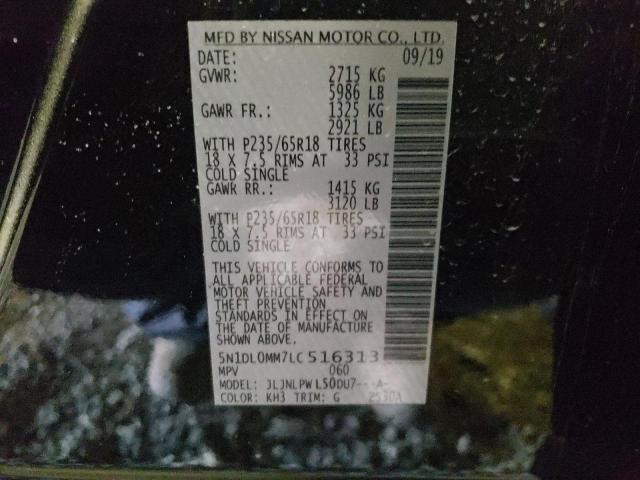 MFD BY NISSAN MOTOR CO., LTD.
DATE: 09/19
GVWR: 2715 KG
5986 LB
GAWR FR.: 1325 KG
2921 LB
WITH P235/65R18 TIRES
18 X 7.5 RIMS AT 33 PSI
COLD SINGLE
GAWR RR.: 1415 KG
3120 LB
WITH P235/65R18 TIRES
18 X 7.5 RIMS AT 33 PSI
COLD SINGLE
THIS VEHICLE CONFORMS TO
ALL APPLICABLE FEDERAL
MOTOR VEHICLE SAFETY AND
THEFT PREVENTION
STANDARDS IN EFFECT ON
THE DATE OF MANUFACTURE
SHOWN ABOVE.
5N1DL0MM7LC516313
MPV 060
MODEL: JLJNLPWL50DU7---A-
COLOR: KH3 TRIM: G 2530A